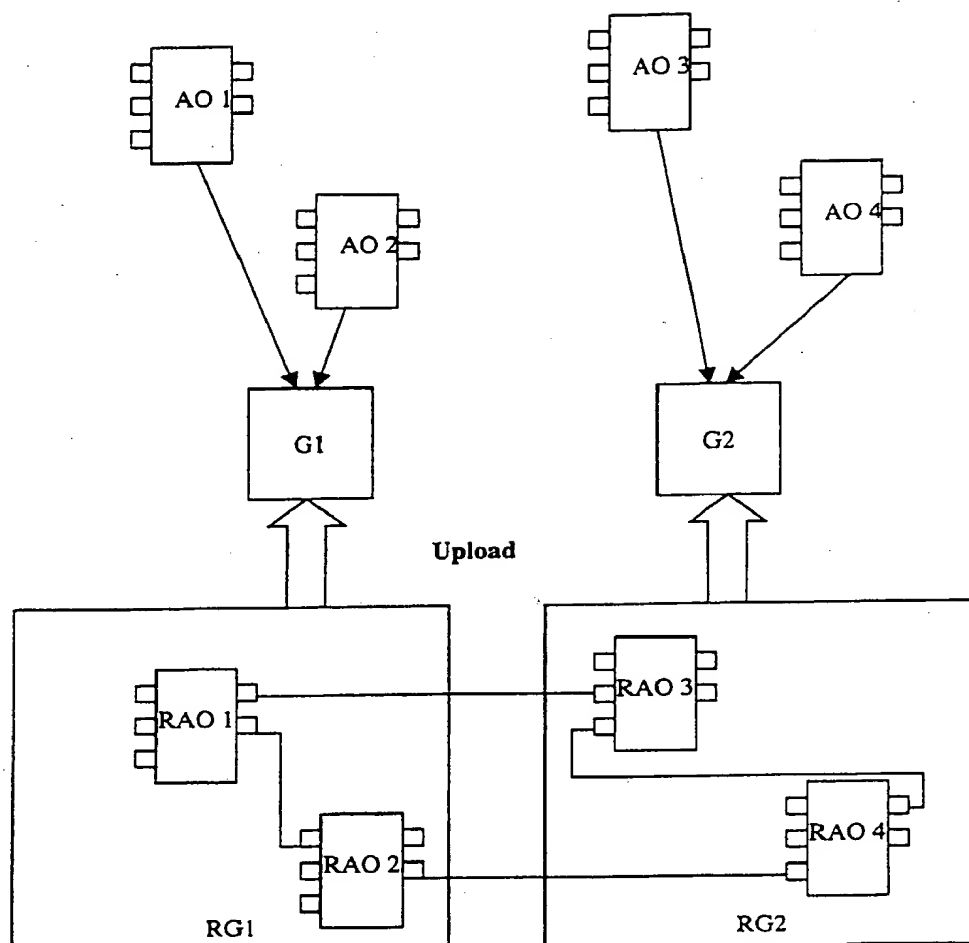 AO 1
AO 3
AO 2
AO 4
G1
G2
Upload
RAO 1
RAO 3
RAO 2
RAO 4
RG1
RG2